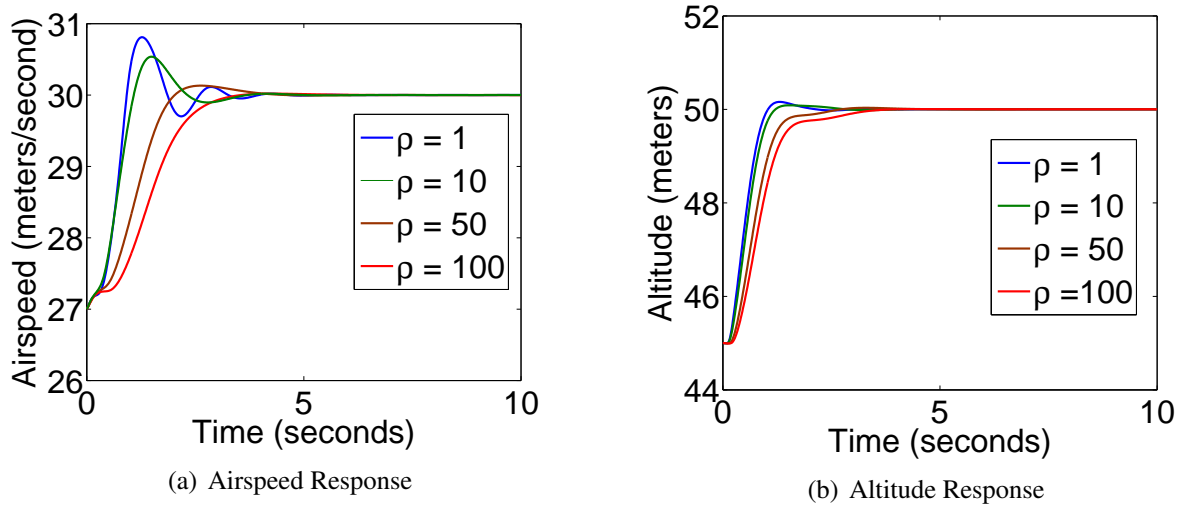 31
30
29
28
27
26
0
5
10
Airspeed (meters/second)
Time (seconds)
ρ = 1
ρ = 10
ρ = 50
ρ = 100
(a) Airspeed Response
52
50
48
46
44
0
5
10
Altitude (meters)
Time (seconds)
ρ = 1
ρ = 10
ρ = 50
ρ =100
(b) Altitude Response